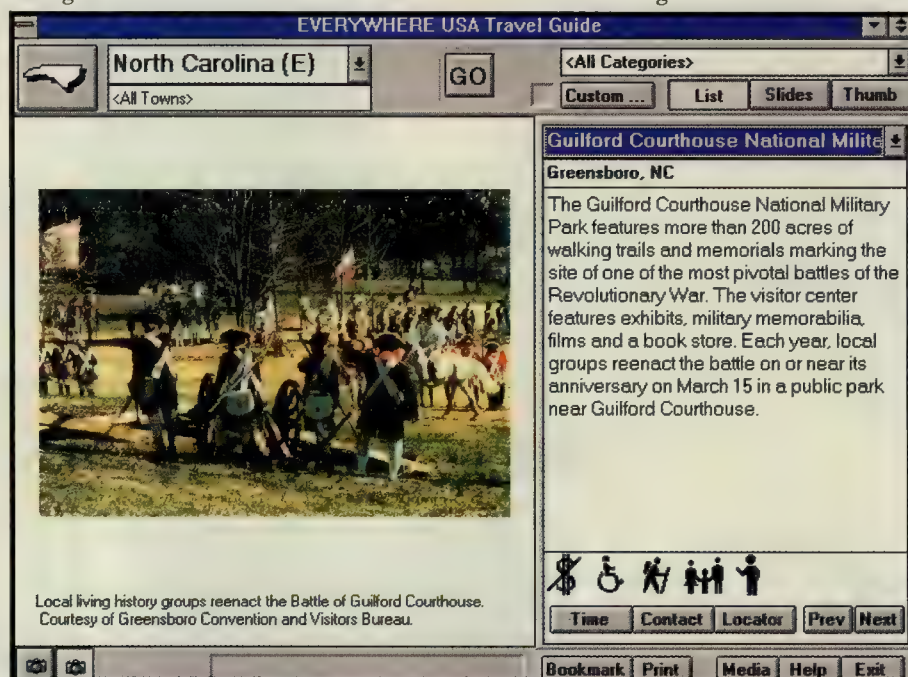 EVERYWHERE USA Travel Guide
North Carolina (E)
<All Towns>
GO
<All Categories>
Custom ...
List
Slides
Thumb
Guilford Courthouse National Milita
Greensboro, NC
The Guilford Courthouse National Military
Park features more than 200 acres of
walking trails and memorials marking the
site of one of the most pivotal battles of the
Revolutionary War. The visitor center
features exhibits, military memorabilia,
films and a book store. Each year, local
groups reenact the battle on or near its
anniversary on March 15 in a public park
near Guilford Courthouse.
Local living history groups reenact the Battle of Guilford Courthouse.
Courtesy of Greensboro Convention and Visitors Bureau.
Time
Contact
Locator
Prev
Next
Bookmark
Print
Media
Help
Exit